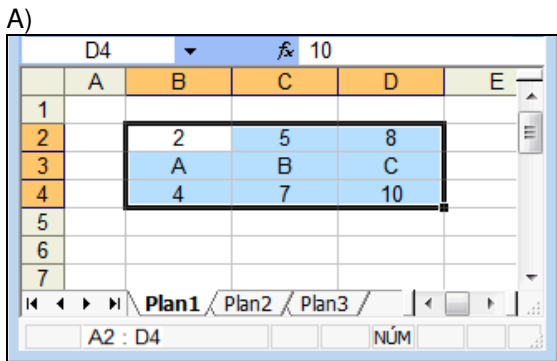 A)
D4 fx 10
A B C D E
1
2 2 5 8
3 A B C
4 4 7 10
5
6
7
Plan1 Plan2 Plan3
A2 : D4 NÚM